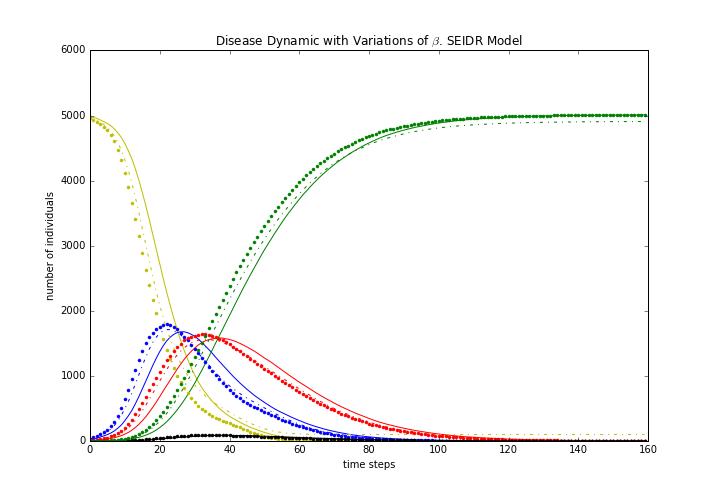 Disease Dynamic with Variations of β. SEIDR Model
6000
5000
4000
3000
2000
1000
0
number of individuals
0 20 40 60 80 100 120 140 160
time steps